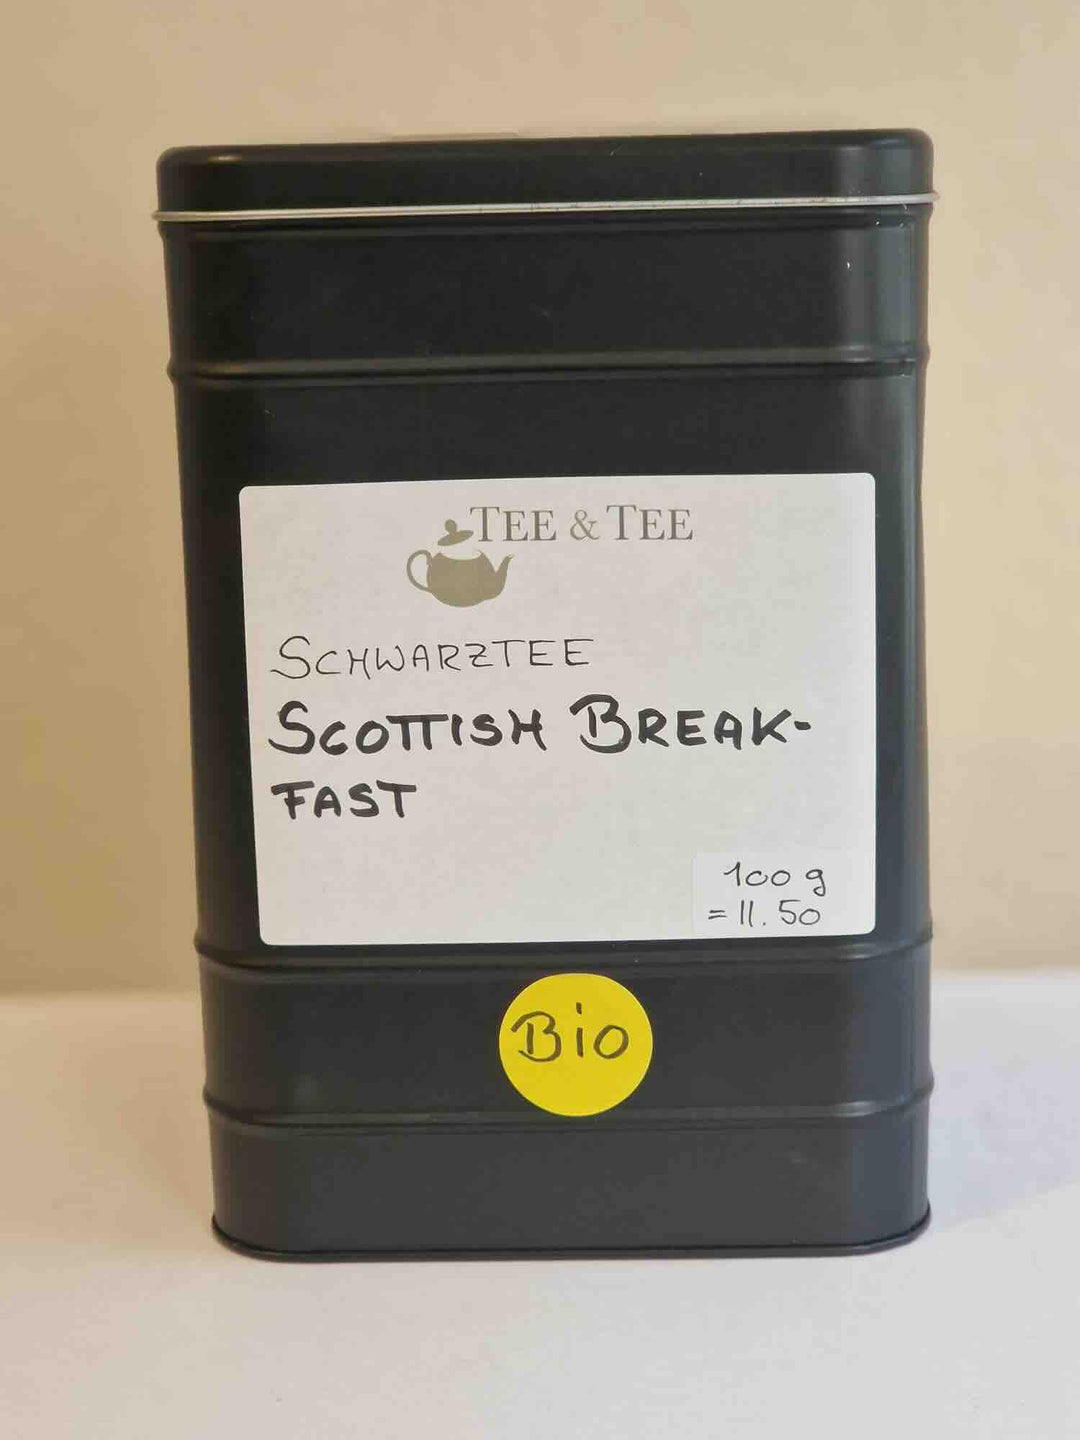 TEE & TEE
SCHWARZTEE
SCOTTISH BREAK-
FAST
100 g
= 11.50
Bio